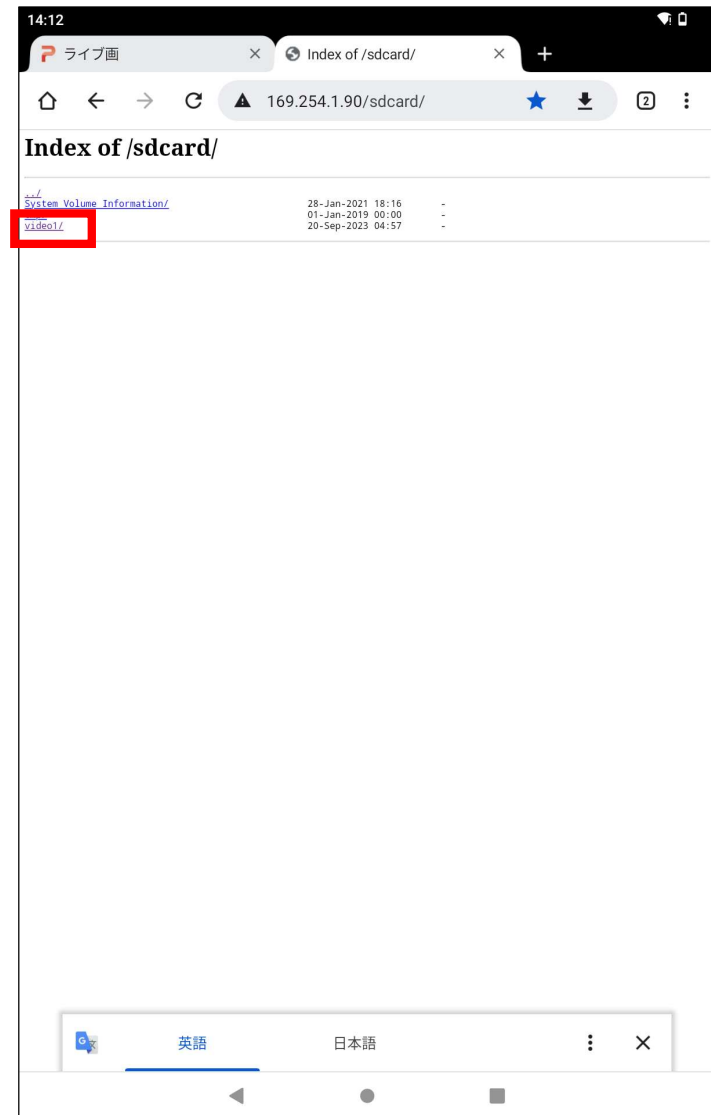 14:12
ライブ画
Index of /sdcard/
169.254.1.90/sdcard/
2
Index of /sdcard/
../
System Volume Information/ 28-Jan-2021 18:16 -
01-Jan-2019 00:00 -
video1/ 20-Sep-2023 04:57 -
英語 日本語